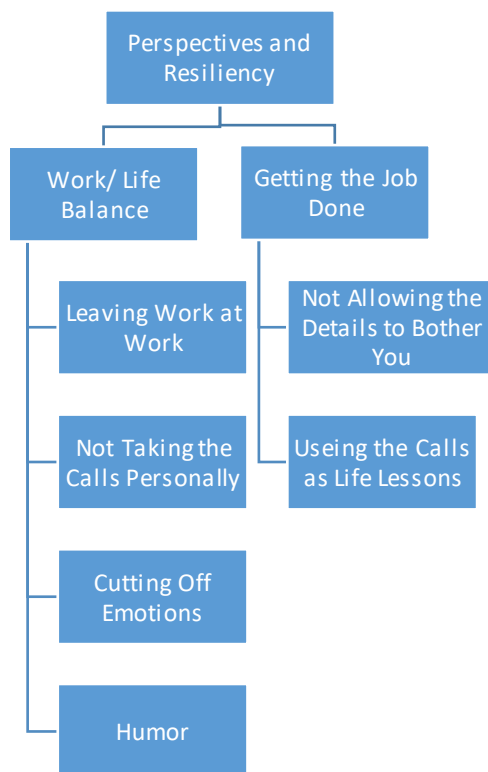 Perspectives and
Resiliency
Work/ Life
Balance
Getting the Job
Done
Leaving Work at
Work
Not Allowing the
Details to Bother
You
Not Taking the
Calls Personally
Useing the Calls
as Life Lessons
Cutting Off
Emotions
Humor